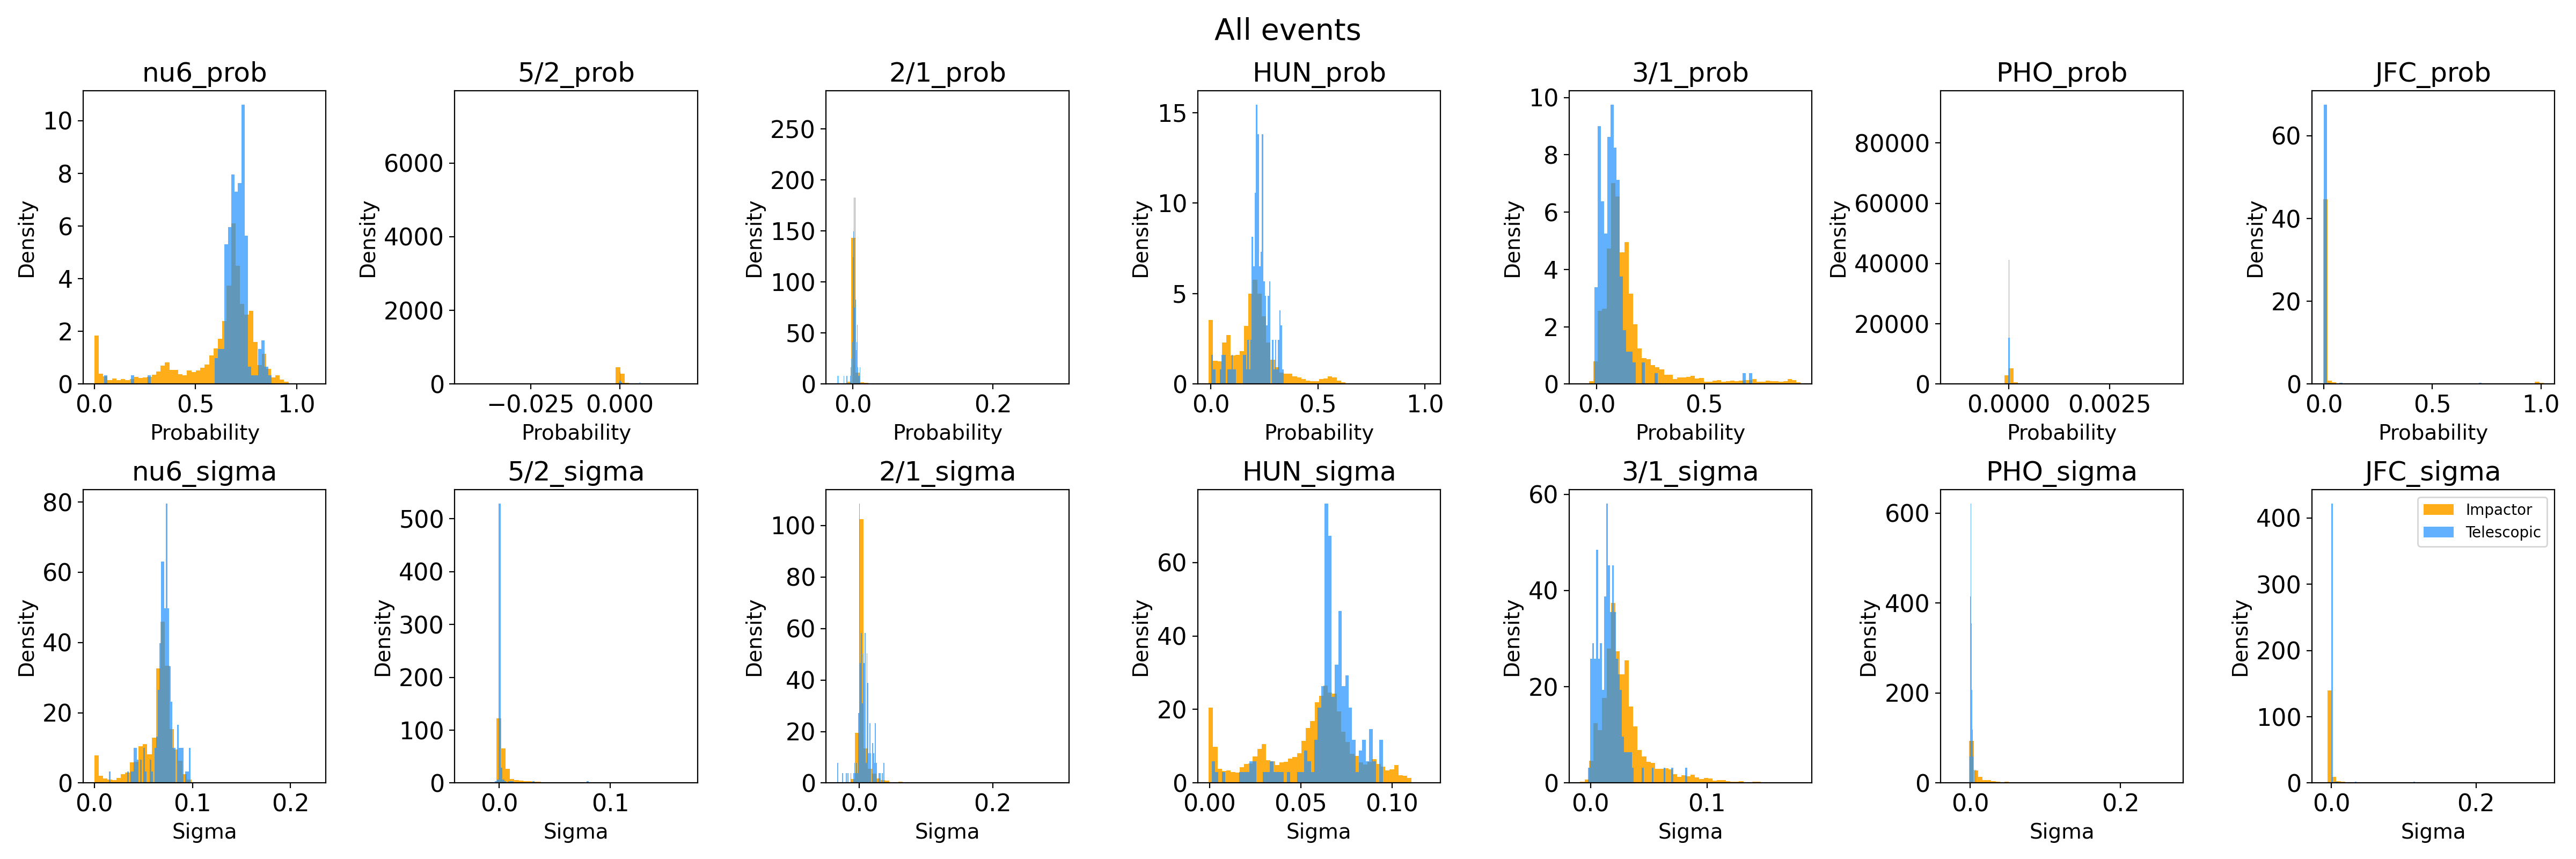 All events
nu6_prob 5/2_prob 2/1_prob HUN_prob 3/1_prob PHO_prob JFC_prob
Density
10
8
6
4
2
0
0.0 0.5 1.0
Probability
Density
6000
4000
2000
0
−0.025 0.000
Probability
Density
250
200
150
100
50
0
0.0 0.2
Probability
Density
15
10
5
0
0.0 0.5 1.0
Probability
Density
10
8
6
4
2
0
0.0 0.5
Probability
Density
80000
60000
40000
20000
0
0.0000 0.0025
Probability
Density
60
40
20
0
0.0 0.5 1.0
Probability
nu6_sigma 5/2_sigma 2/1_sigma HUN_sigma 3/1_sigma PHO_sigma JFC_sigma
Density
80
60
40
20
0
0.0 0.1 0.2
Sigma
Density
500
400
300
200
100
0
0.0 0.1
Sigma
Density
100
80
60
40
20
0
0.0 0.2
Sigma
Density
60
40
20
0
0.00 0.05 0.10
Sigma
Density
60
40
20
0
0.0 0.1
Sigma
Density
600
400
200
0
0.0 0.2
Sigma
Density
400
300
200
100
0
0.0 0.2
Sigma
Impactor
Telescopic